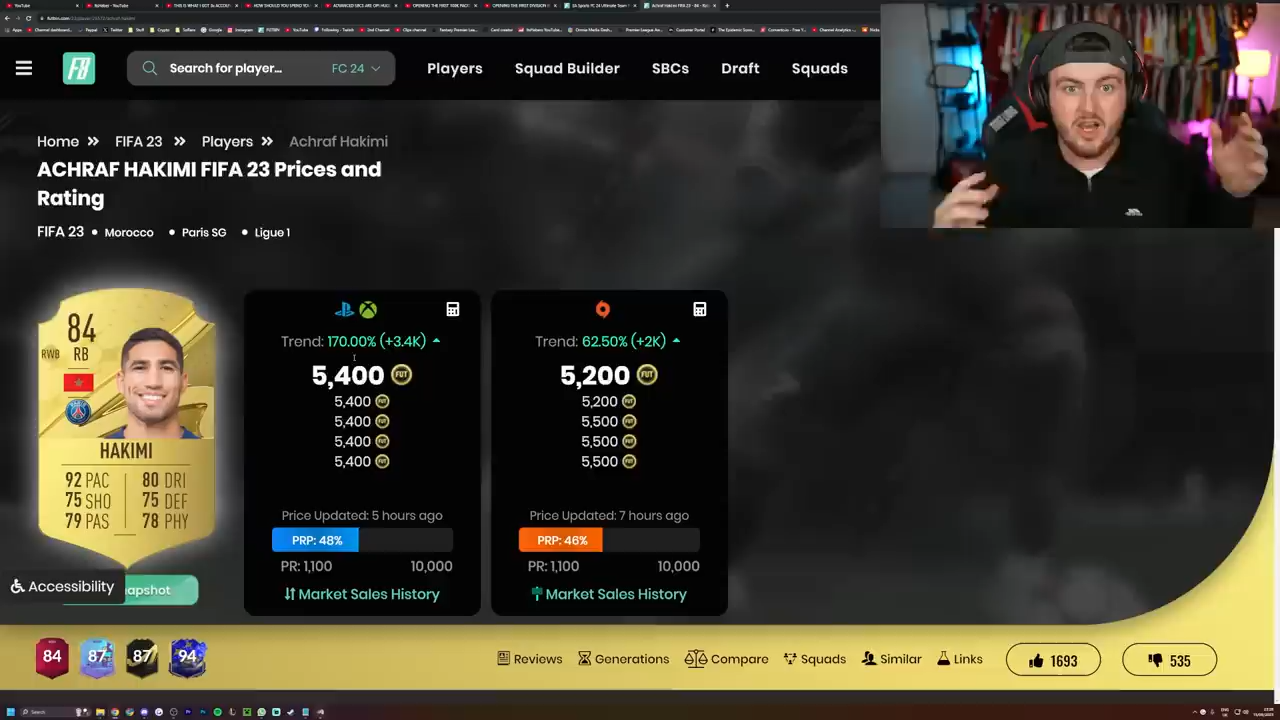 YouTube
ItsHaber - YouTube
Search for player...
FC 24
Players
Squad Builder
SBCs
Draft
Squads
Home
FIFA 23
Players
Achraf Hakimi
ACHRAF HAKIMI FIFA 23 Prices and
Rating
FIFA 23 • Morocco • Paris SG • Ligue 1
84
RWB RB
HAKIMI
92 PAC
80 DRI
75 SHO
75 DEF
79 PAS
78 PHY
Accessibility
apshot
Trend: 170.00% (+3.4K)
5,400 FUT
5,400
5,400
5,400
5,400
Price Updated: 5 hours ago
PRP: 48%
PR: 1,100
10,000
Market Sales History
Trend: 62.50% (+2K)
5,200 FUT
5,200
5,500
5,500
5,500
Price Updated: 7 hours ago
PRP: 46%
PR: 1,100
10,000
Market Sales History
84
87
87
94
Reviews
Generations
Compare
Squads
Similar
Links
1693
535
Search